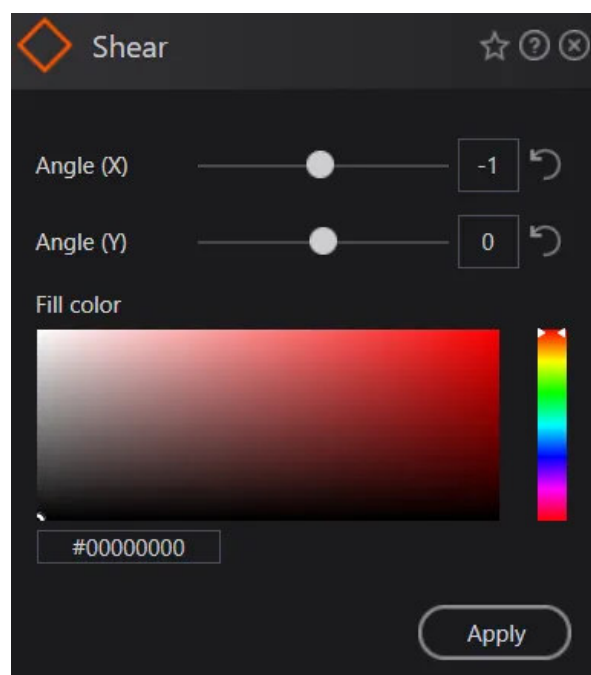 Shear
?
Angle (X) -1
Angle (Y) 0
Fill color
#00000000
Apply